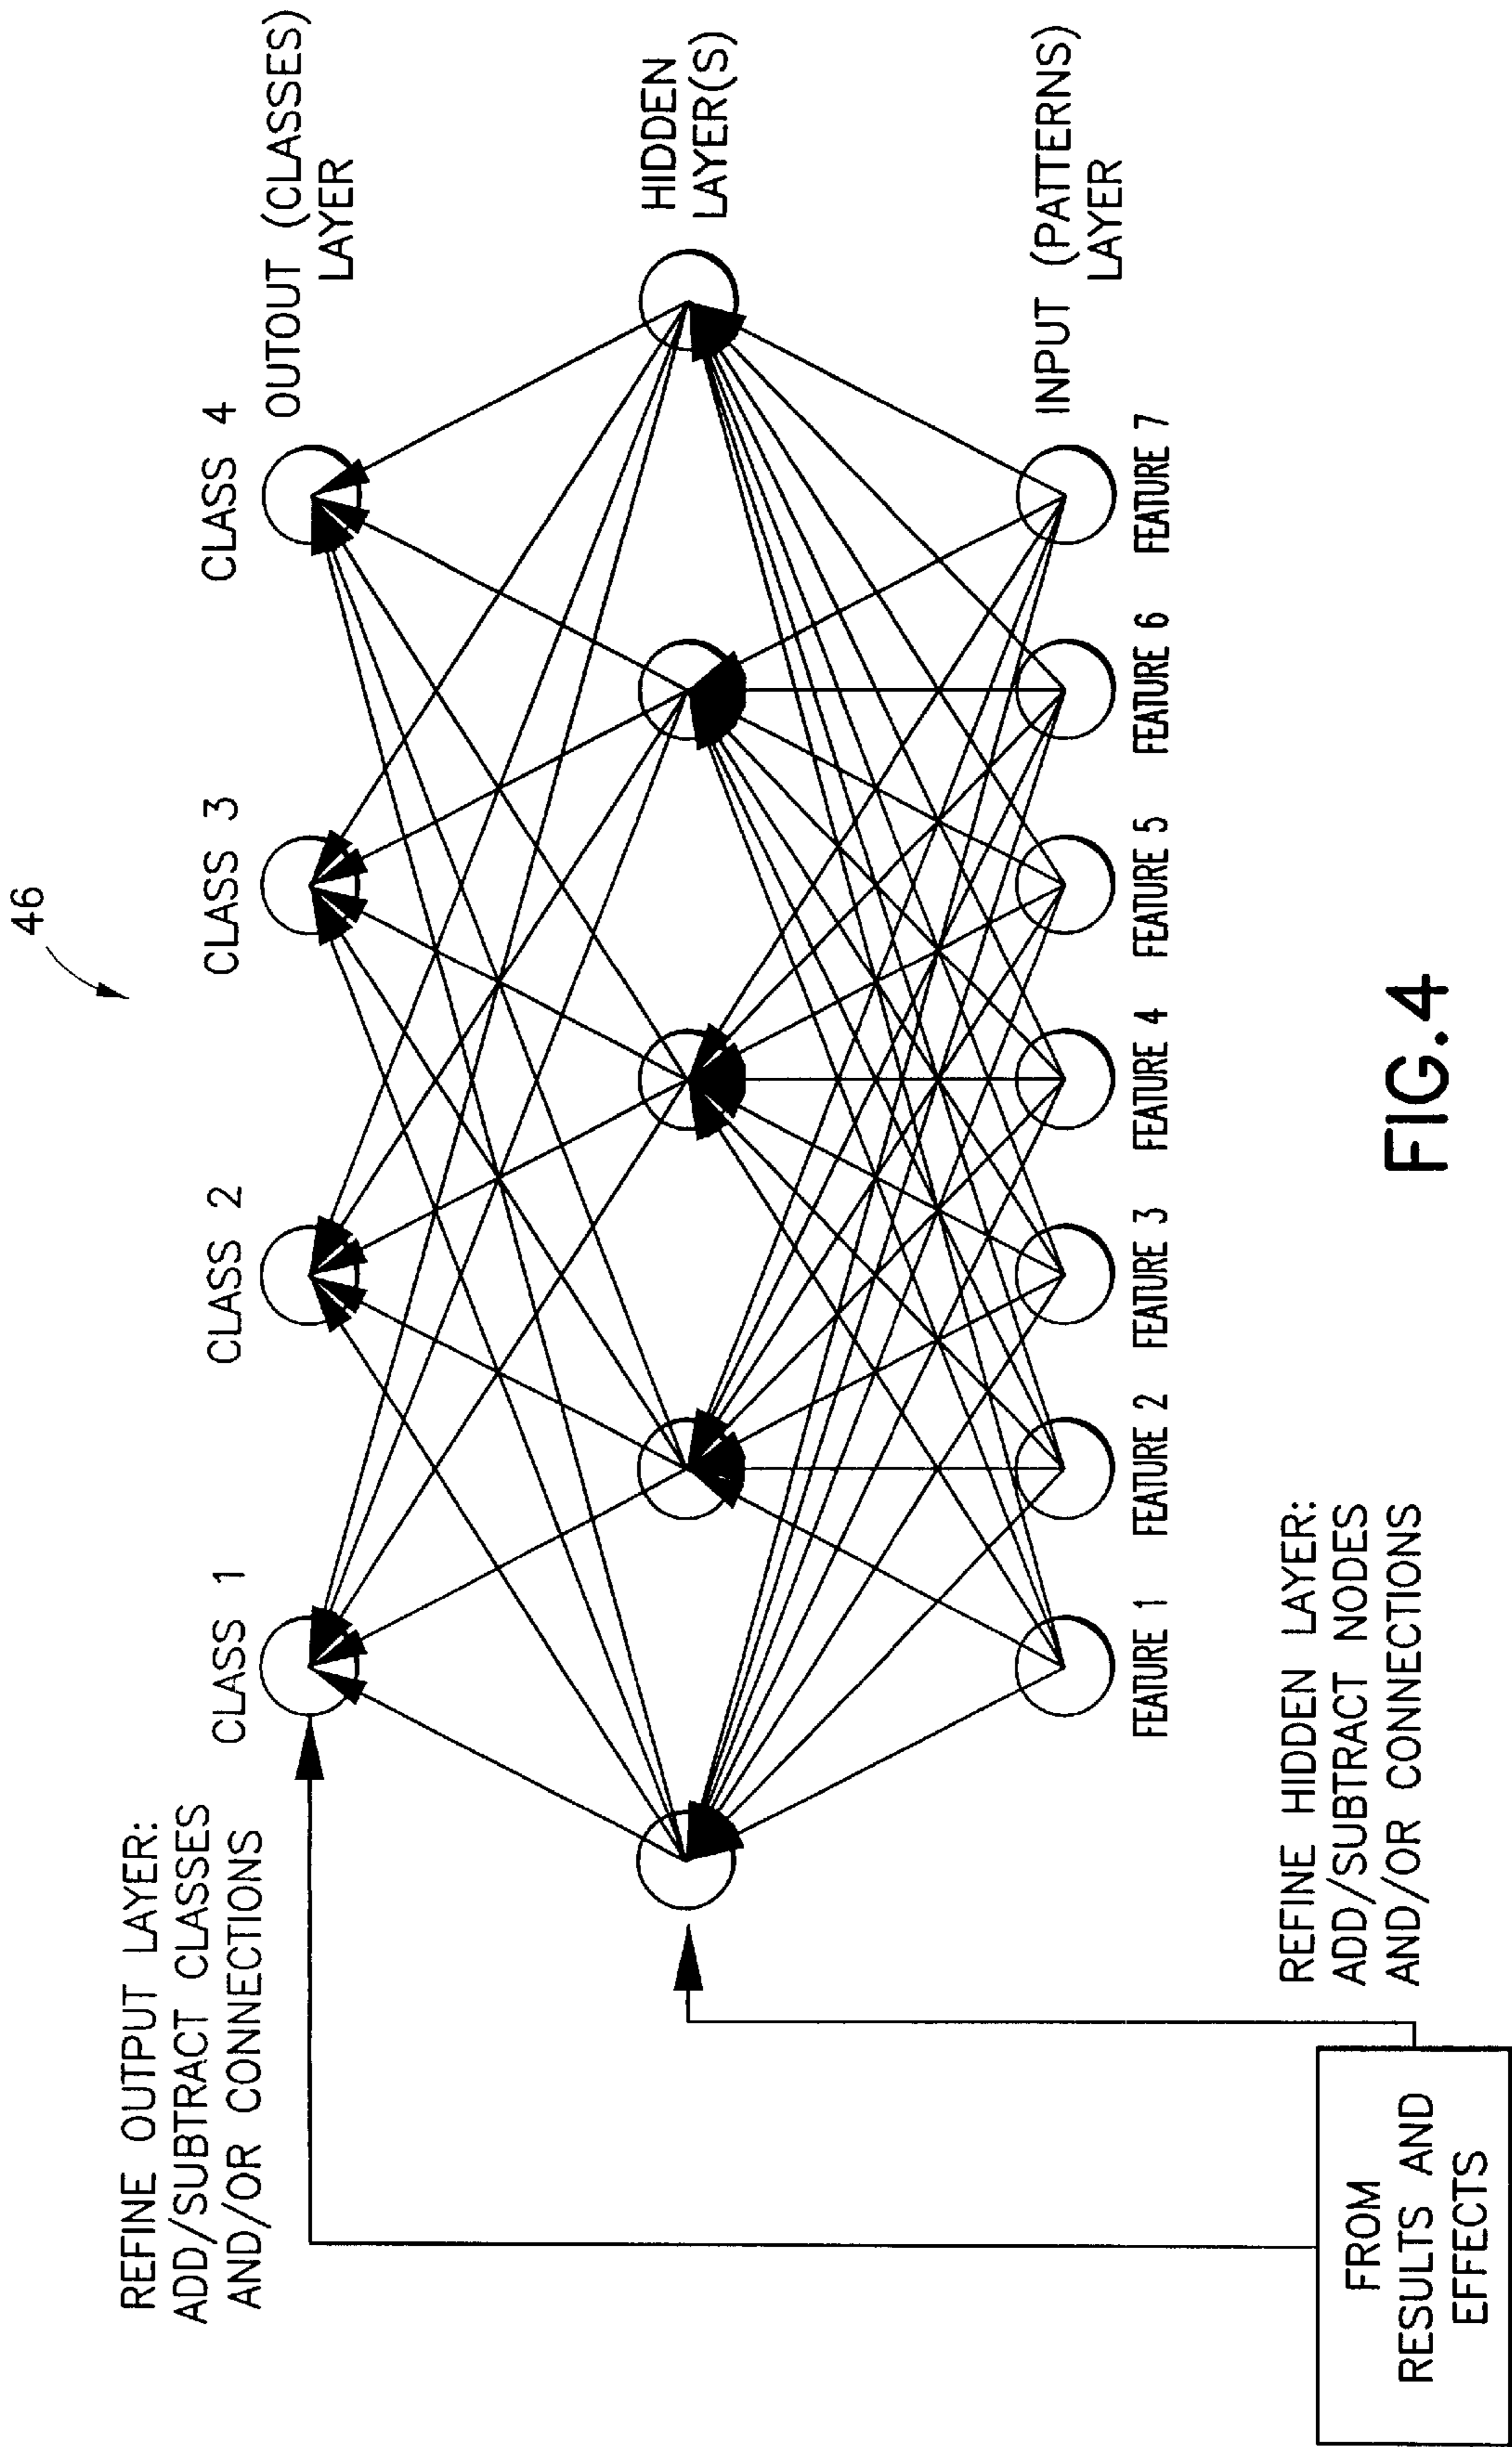 46
REFINE OUTPUT LAYER:
ADD/SUBTRACT CLASSES
AND/OR CONNECTIONS
CLASS 1
CLASS 2
CLASS 3
CLASS 4
OUTOUT (CLASSES)
LAYER
HIDDEN
LAYER(S)
INPUT (PATTERNS)
LAYER
FEATURE 1
FEATURE 2
FEATURE 3
FEATURE 4
FEATURE 5
FEATURE 6
FEATURE 7
REFINE HIDDEN LAYER:
ADD/SUBTRACT NODES
AND/OR CONNECTIONS
FROM
RESULTS AND
EFFECTS
FIG.4